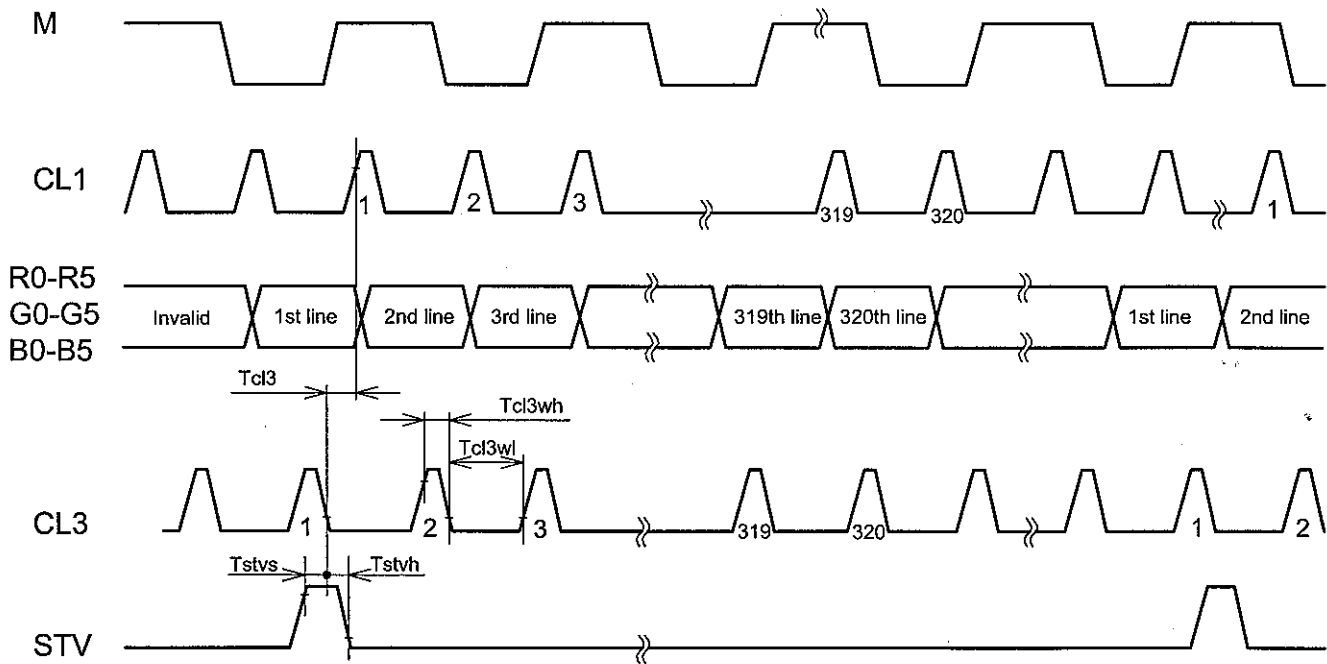 M
CL1
1
2
3
319
320
1
R0-R5
G0-G5
B0-B5
Invalid
1st line
2nd line
3rd line
319th line
320th line
1st line
2nd line
Tcl3
Tcl3wh
Tcl3wl
CL3
1
2
3
319
320
1
2
Tstvs
Tstvh
STV